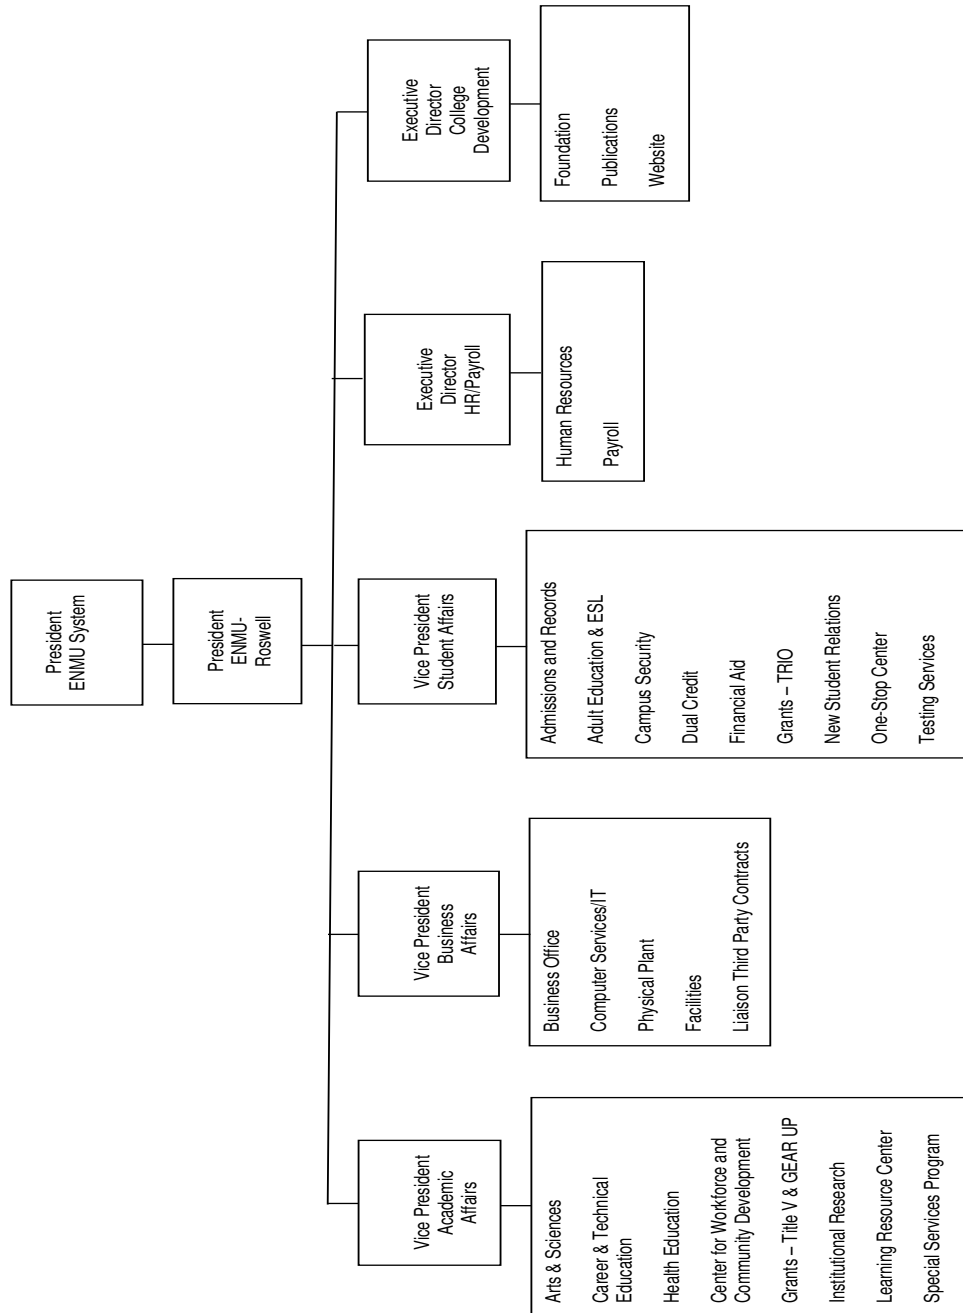 President
ENMU System
President
ENMU-
Roswell
Vice President
Academic
Affairs
Vice President
Business
Affairs
Vice President
Student Affairs
Executive
Director
HR/Payroll
Executive
Director
College
Development
Arts & Sciences
Career & Technical
Education
Health Education
Center for Workforce and
Community Development
Grants – Title V & GEAR UP
Institutional Research
Learning Resource Center
Special Services Program
Business Office
Computer Services/IT
Physical Plant
Facilities
Liaison Third Party Contracts
Admissions and Records
Adult Education & ESL
Campus Security
Dual Credit
Financial Aid
Grants – TRIO
New Student Relations
One-Stop Center
Testing Services
Human Resources
Payroll
Foundation
Publications
Website